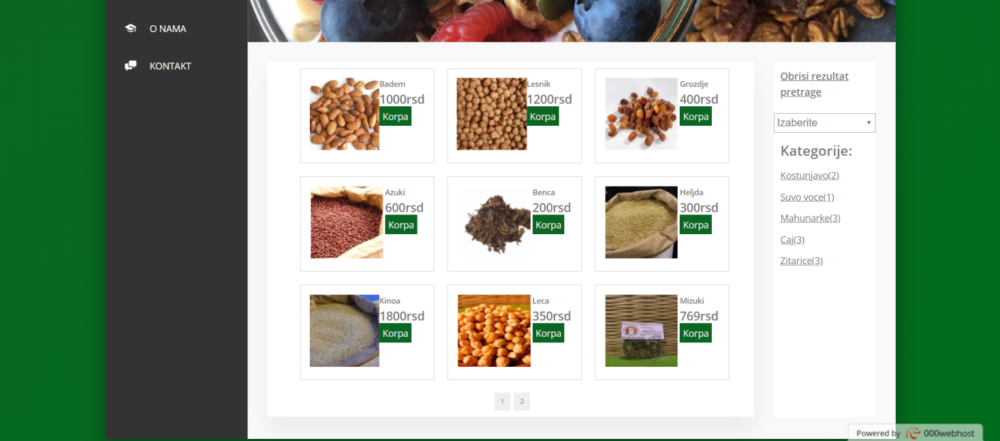 O NAMA
KONTAKT
Badem
1000rsd
Korpa
Lesnik
1200rsd
Korpa
Grozdje
400rsd
Korpa
Azuki
600rsd
Korpa
Benca
200rsd
Korpa
Heljda
300rsd
Korpa
Kinoa
1800rsd
Korpa
Leca
350rsd
Korpa
Mizuki
769rsd
Korpa
1 2
Obrisi rezultat
pretrage
Izaberite
Kategorije:
Kostunjavo(2)
Suvo voce(1)
Mahunarke(3)
Caj(3)
Zitarice(3)
Powered by 000webhost